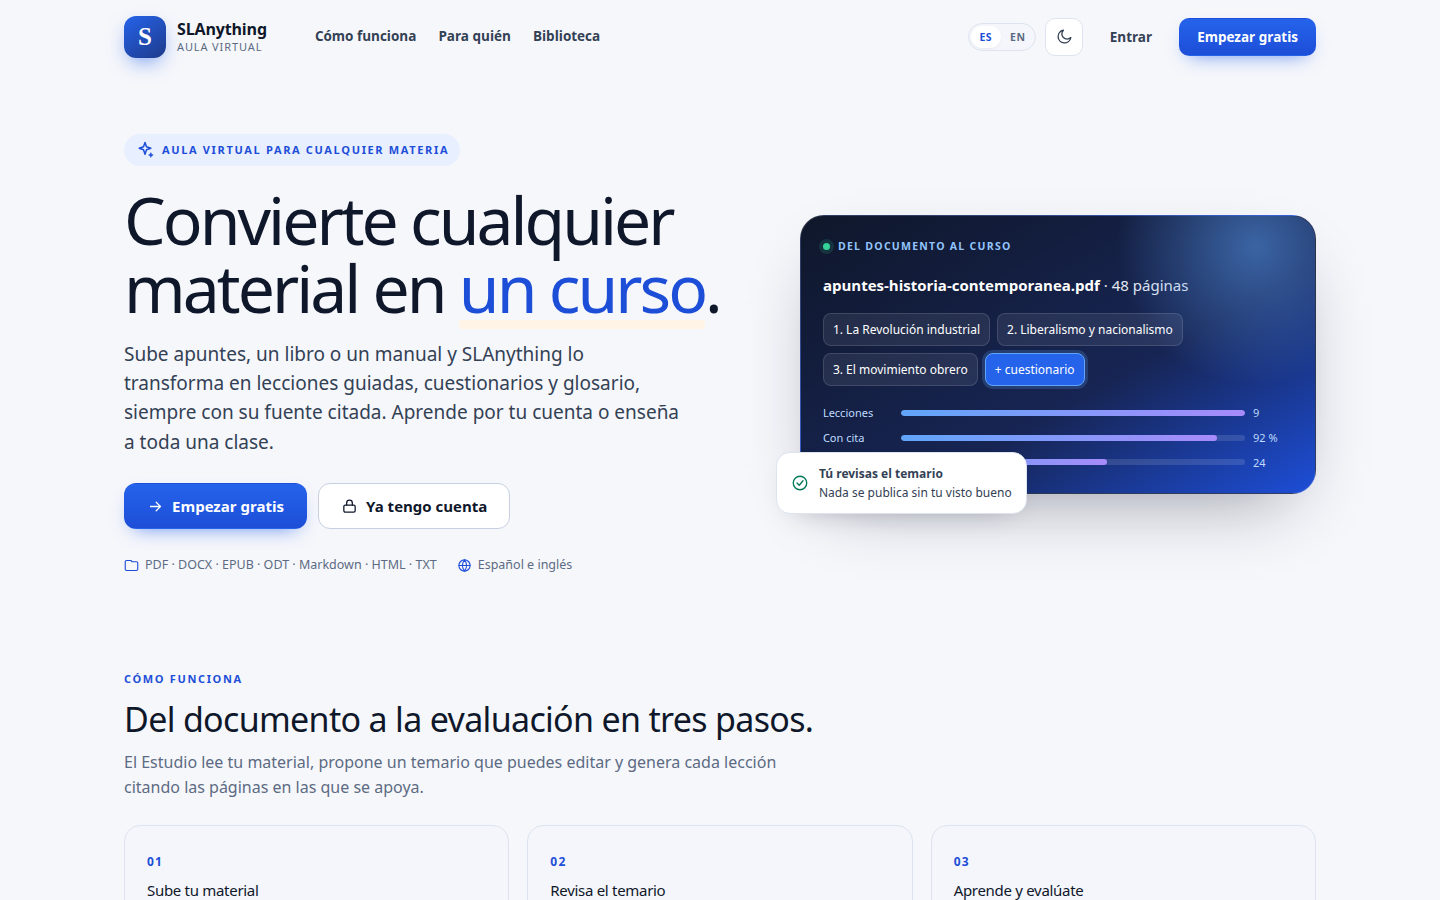 S
SLAnything
AULA VIRTUAL
Cómo funciona
Para quién
Biblioteca
ES
EN
Entrar
Empezar gratis
AULA VIRTUAL PARA CUALQUIER MATERIA
Convierte cualquier
material en un curso.
Sube apuntes, un libro o un manual y SLAnything lo
transforma en lecciones guiadas, cuestionarios y glosario,
siempre con su fuente citada. Aprende por tu cuenta o enseña
a toda una clase.
Empezar gratis
Ya tengo cuenta
PDF · DOCX · EPUB · ODT · Markdown · HTML · TXT
Español e inglés
DEL DOCUMENTO AL CURSO
apuntes-historia-contemporanea.pdf · 48 páginas
1. La Revolución industrial
2. Liberalismo y nacionalismo
3. El movimiento obrero
+ cuestionario
Lecciones
9
Con cita
92 %
24
Tú revisas el temario
Nada se publica sin tu visto bueno
CÓMO FUNCIONA
Del documento a la evaluación en tres pasos.
El Estudio lee tu material, propone un temario que puedes editar y genera cada lección
citando las páginas en las que se apoya.
01
Sube tu material
02
Revisa el temario
03
Aprende y evalúate